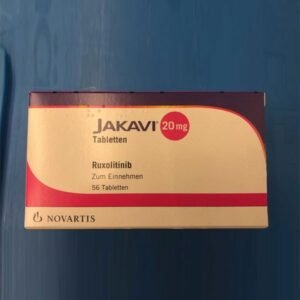 JAKAVI® 20 mg
Tabletten
Ruxolitinib
Zum Einnehmen
56 Tabletten
NOVARTIS